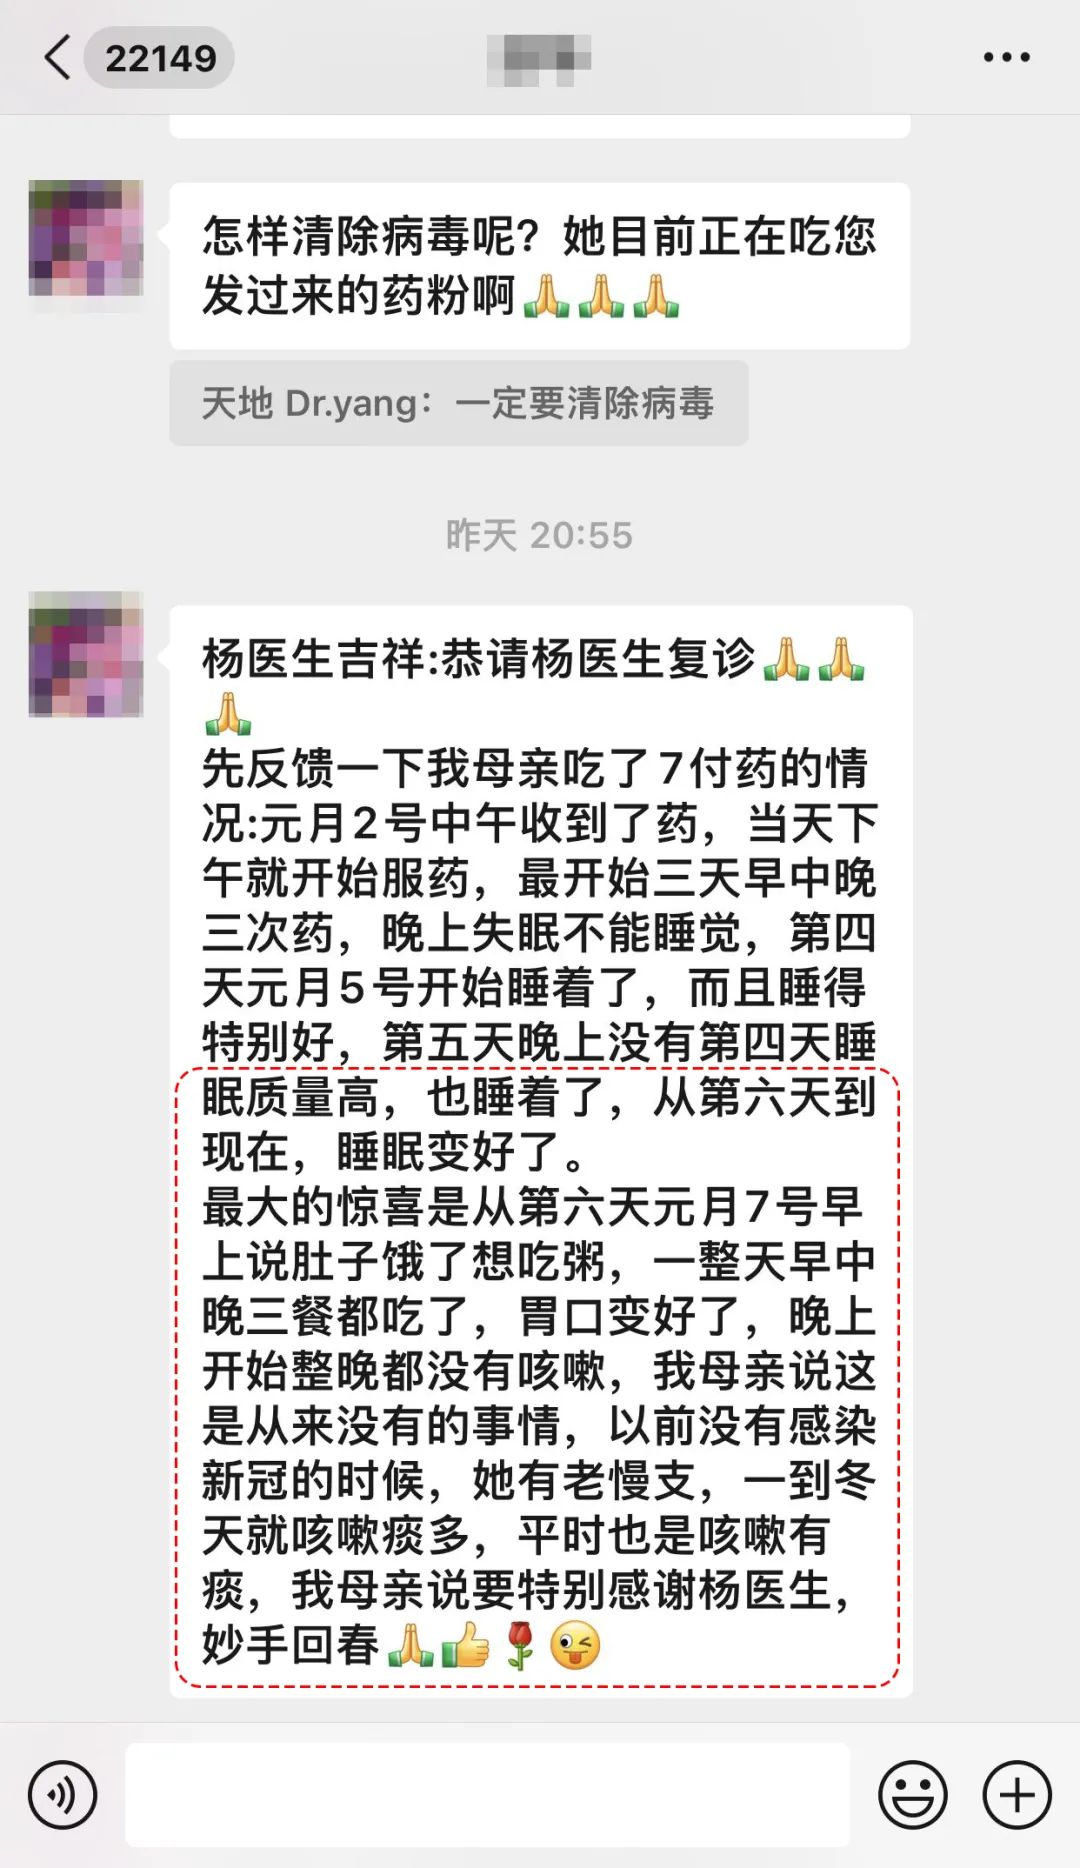 22149
怎样清除病毒呢？她目前正在吃您
发过来的药粉啊🙏🙏🙏
天地 Dr.yang：一定要清除病毒
昨天 20:55
杨医生吉祥:恭请杨医生复诊🙏🙏
🙏
先反馈一下我母亲吃了7付药的情
况:元月2号中午收到了药，当天下
午就开始服药，最开始三天早中晚
三次药，晚上失眠不能睡觉，第四
天元月5号开始睡着了，而且睡得
特别好，第五天晚上没有第四天睡
眠质量高，也睡着了，从第六天到
现在，睡眠变好了。
最大的惊喜是从第六天元月7号早
上说肚子饿了想吃粥，一整天早中
晚三餐都吃了，胃口变好了，晚上
开始整晚都没有咳嗽，我母亲说这
是从来没有的事情，以前没有感染
新冠的时候，她有老慢支，一到冬
天就咳嗽痰多，平时也是咳嗽有
痰，我母亲说要特别感谢杨医生，
妙手回春🙏👍🌹😜